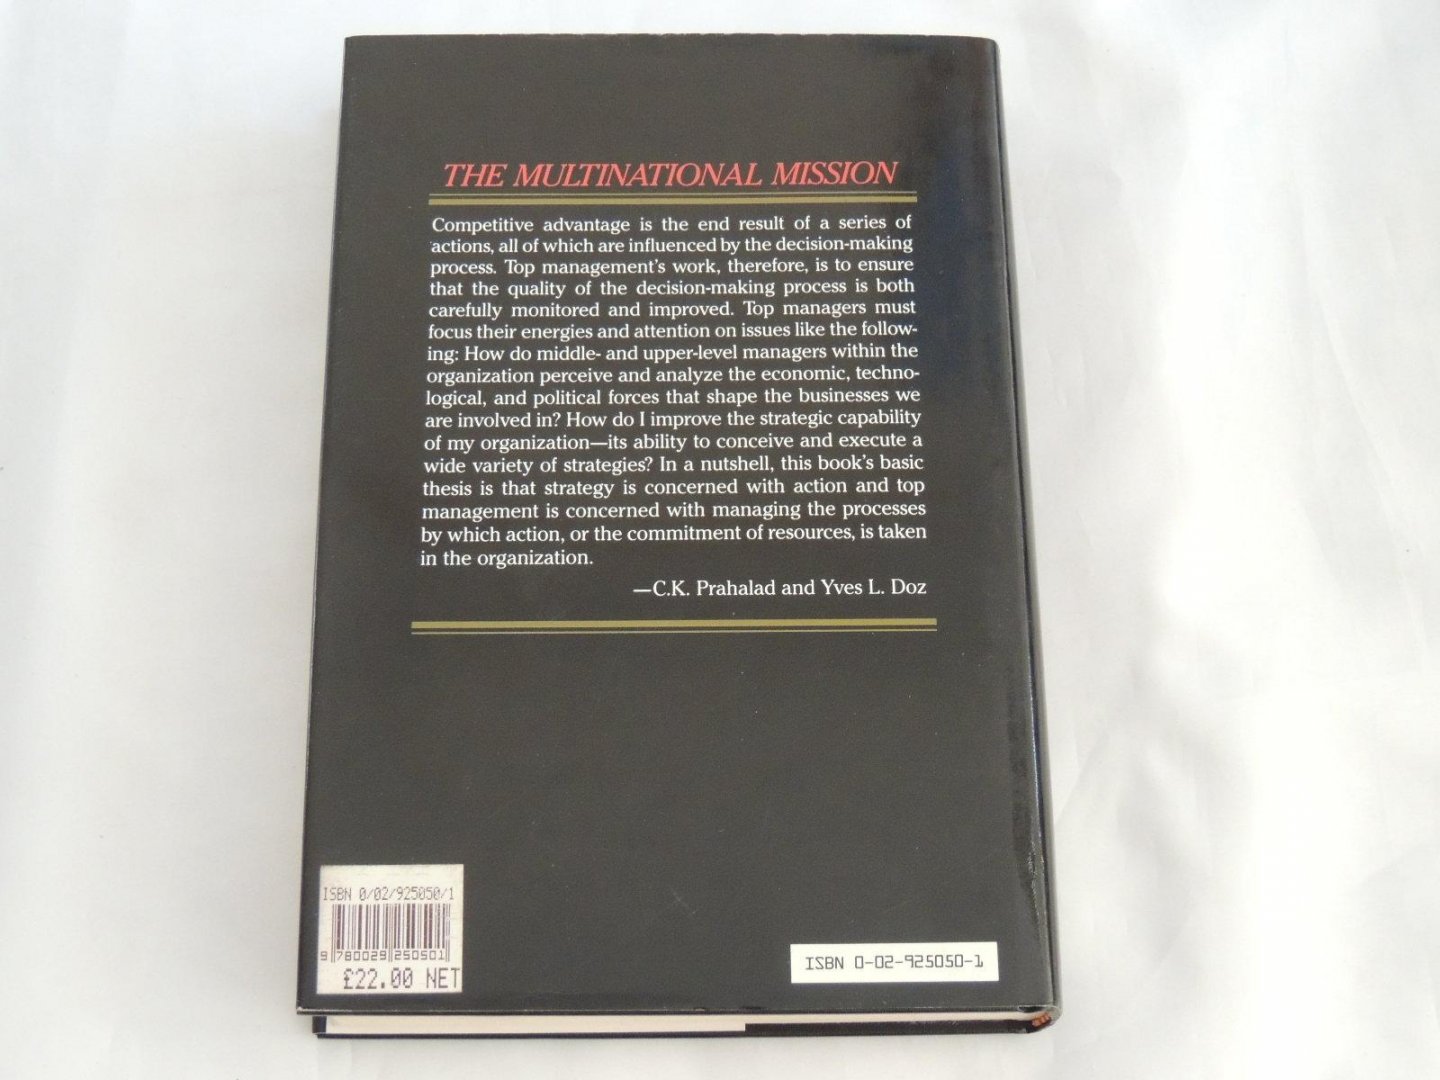 THE MULTINATIONAL MISSION
Competitive advantage is the end result of a series of
actions, all of which are influenced by the decision-making
process. Top management's work, therefore, is to ensure
that the quality of the decision-making process is both
carefully monitored and improved. Top managers must
focus their energies and attention on issues like the follow-
ing: How do middle- and upper-level managers within the
organization perceive and analyze the economic, techno-
logical, and political forces that shape the businesses we
are involved in? How do I improve the strategic capability
of my organization—its ability to conceive and execute a
wide variety of strategies? In a nutshell, this book's basic
thesis is that strategy is concerned with action and top
management is concerned with managing the processes
by which action, or the commitment of resources, is taken
in the organization.
—C.K. Prahalad and Yves L. Doz
ISBN 0/02/925050/1
9 780029 250501
£22.00 NET
ISBN 0-02-925050-1